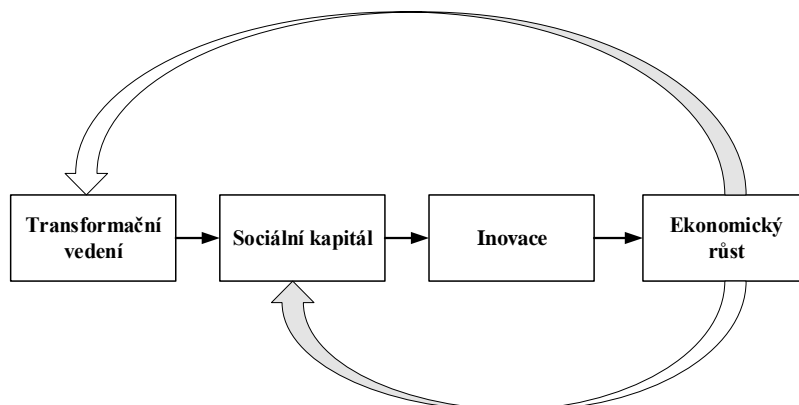 Transformační
vedení
Sociální kapitál
Inovace
Ekonomický
růst